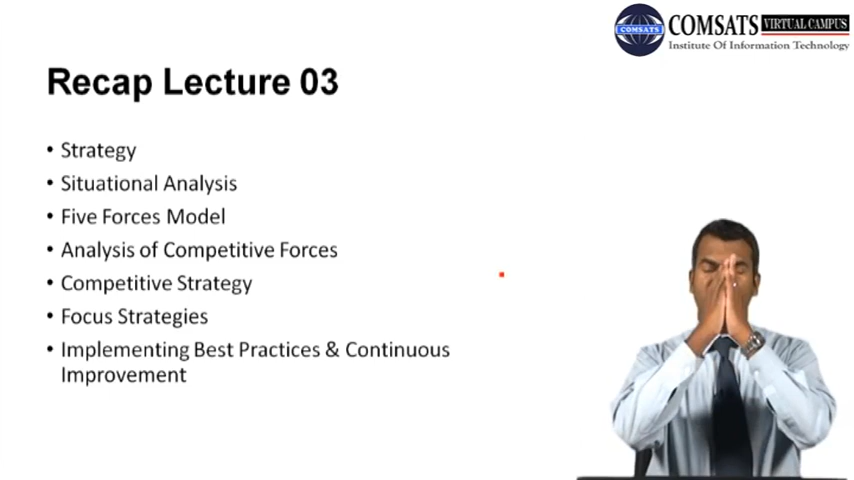 COMSATS
COMSATS VIRTUAL CAMPUS
Institute Of Information Technology
Recap Lecture 03
• Strategy
• Situational Analysis
• Five Forces Model
• Analysis of Competitive Forces
• Competitive Strategy
• Focus Strategies
• Implementing Best Practices & Continuous
Improvement